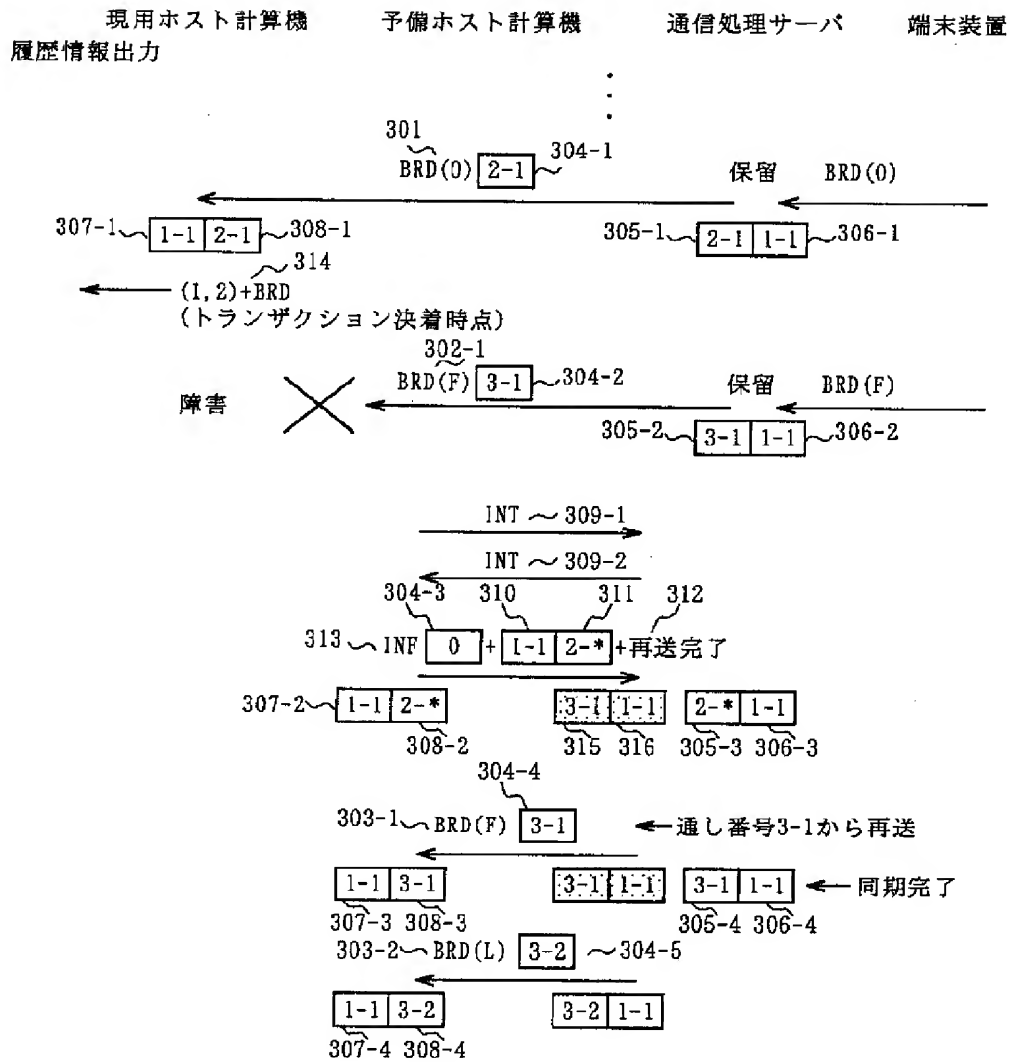 現用ホスト計算機 予備ホスト計算機 通信処理サーバ 端末装置
履歴情報出力
301
BRD(0) 2-1 304-1 保留 BRD(0)
307-1 1-1 2-1 308-1 305-1 2-1 1-1 306-1
314
(1,2)+BRD
(トランザクション決着時点)
302-1
BRD(F) 3-1 304-2 保留 BRD(F)
障害
305-2 3-1 1-1 306-2
INT 309-1
INT 309-2
304-3 310 311 312
313 INF 0 + 1-1 2-* +再送完了
307-2 1-1 2-* 3-1 1-1 2-* 1-1
308-2 315 316 305-3 306-3
304-4
303-1 BRD(F) 3-1 ←通し番号3-1から再送
1-1 3-1 3-1 1-1 3-1 1-1 ←同期完了
307-3 308-3 305-4 306-4
303-2 BRD(L) 3-2 304-5
1-1 3-2 3-2 1-1
307-4 308-4